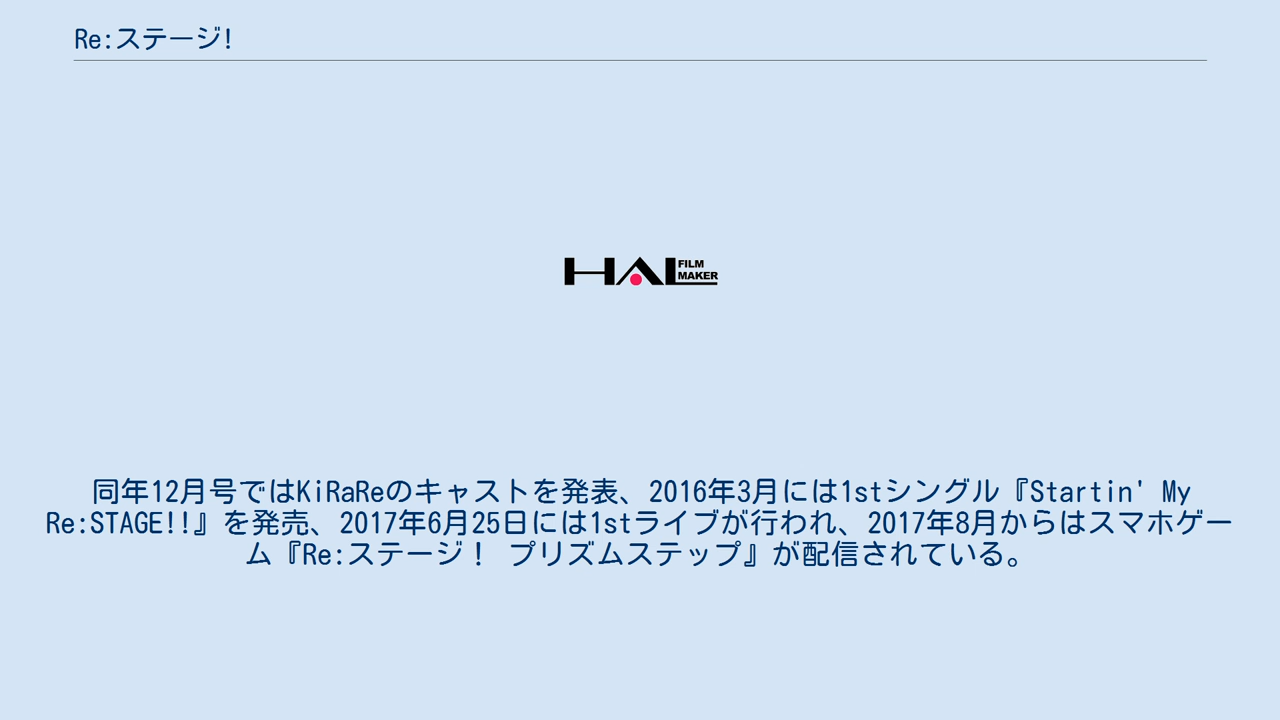 Re:ステージ!
HAL FILM
MAKER
同年12月号ではKiRaReのキャストを発表、2016年3月には1stシングル『Startin' My
Re:STAGE!!』を発売、2017年6月25日には1stライブが行われ、2017年8月からはスマホゲー
ム『Re:ステージ！ プリズムステップ』が配信されている。